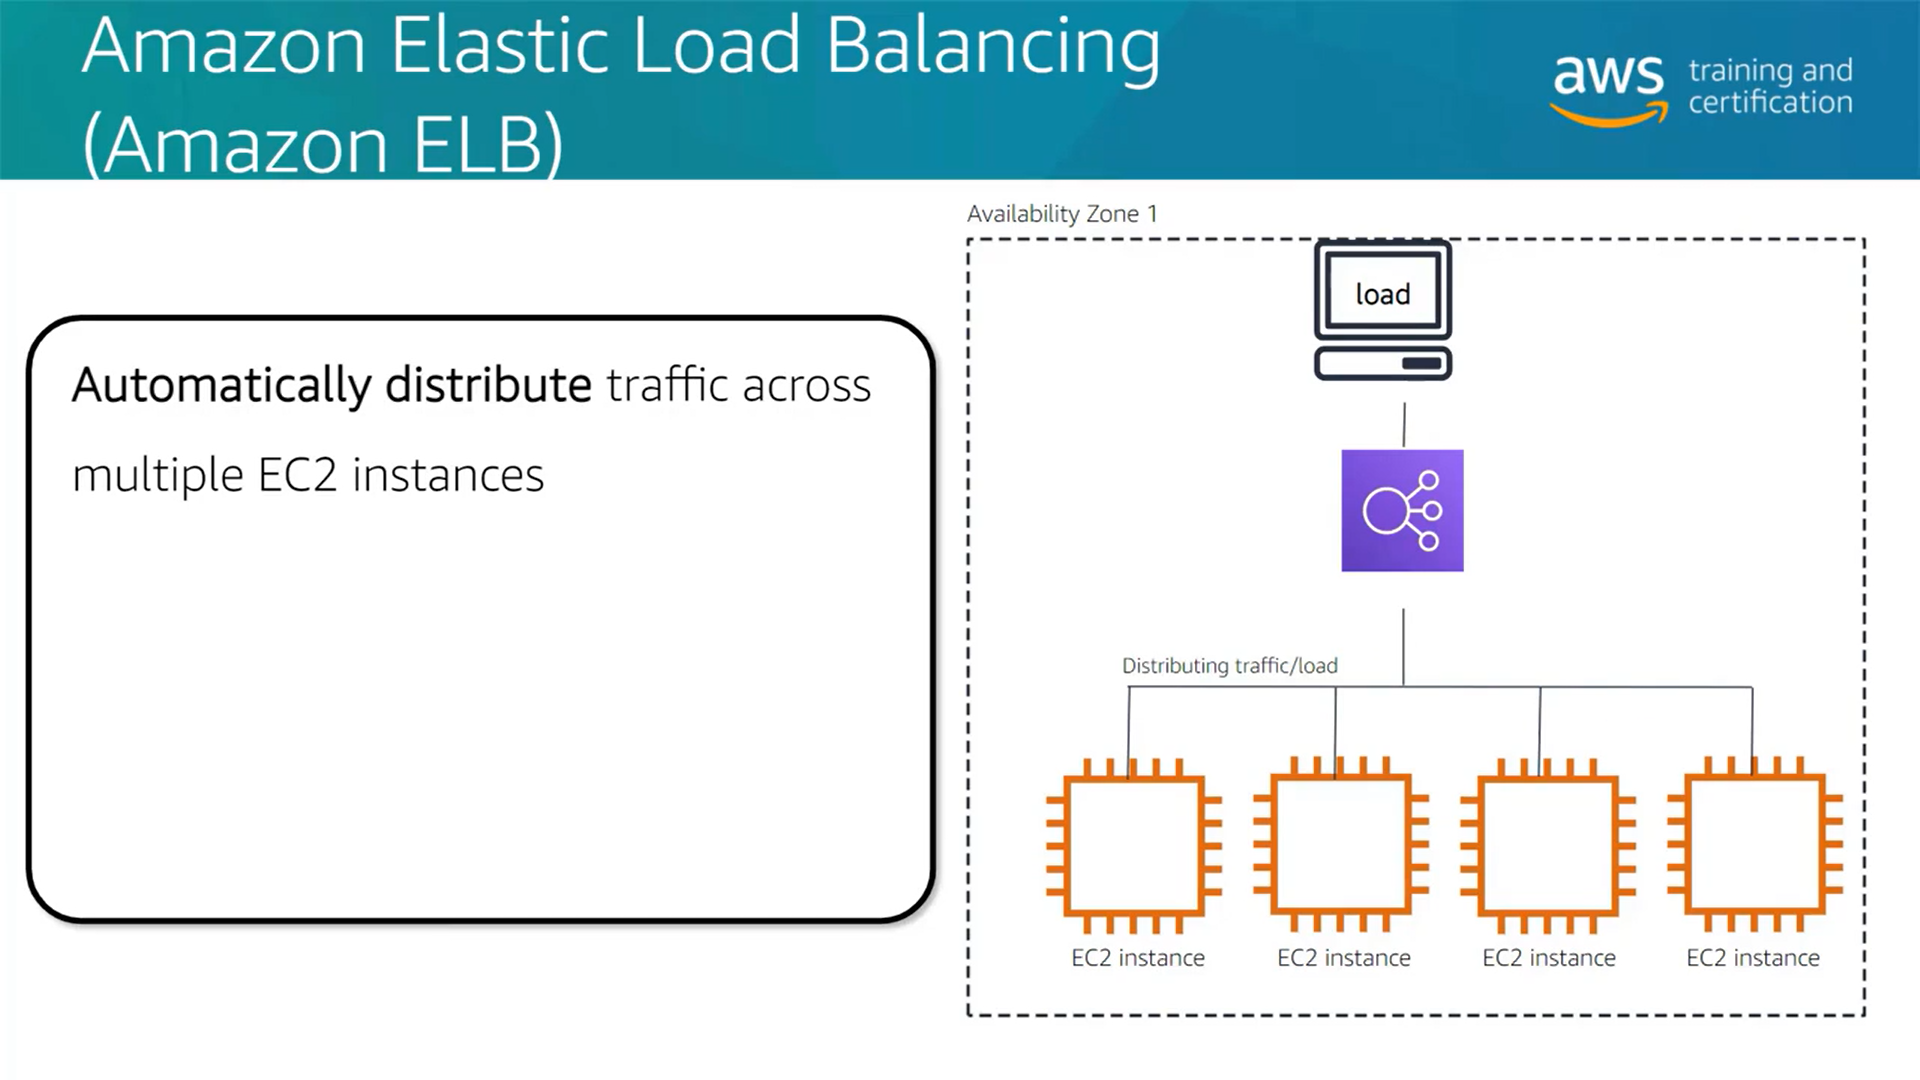 Amazon Elastic Load Balancing
(Amazon ELB)
aws training and
certification
Automatically distribute traffic across
multiple EC2 instances
Availability Zone 1
load
Distributing traffic/load
EC2 instance
EC2 instance
EC2 instance
EC2 instance